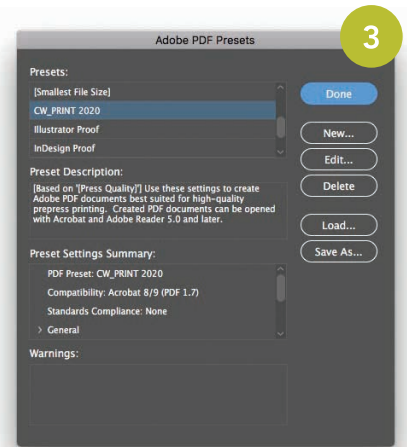 3
Adobe PDF Presets
Presets:
[Smallest File Size]
CW_PRINT 2020
Illustrator Proof
InDesign Proof
Done
New...
Edit...
Delete
Load...
Save As...
Preset Description:
[Based on '[Press Quality]'] Use these settings to create
Adobe PDF documents best suited for high-quality
prepress printing.  Created PDF documents can be opened
with Acrobat and Adobe Reader 5.0 and later.
Preset Settings Summary:
PDF Preset: CW_PRINT 2020
Compatibility: Acrobat 8/9 (PDF 1.7)
Standards Compliance: None
> General
Warnings: